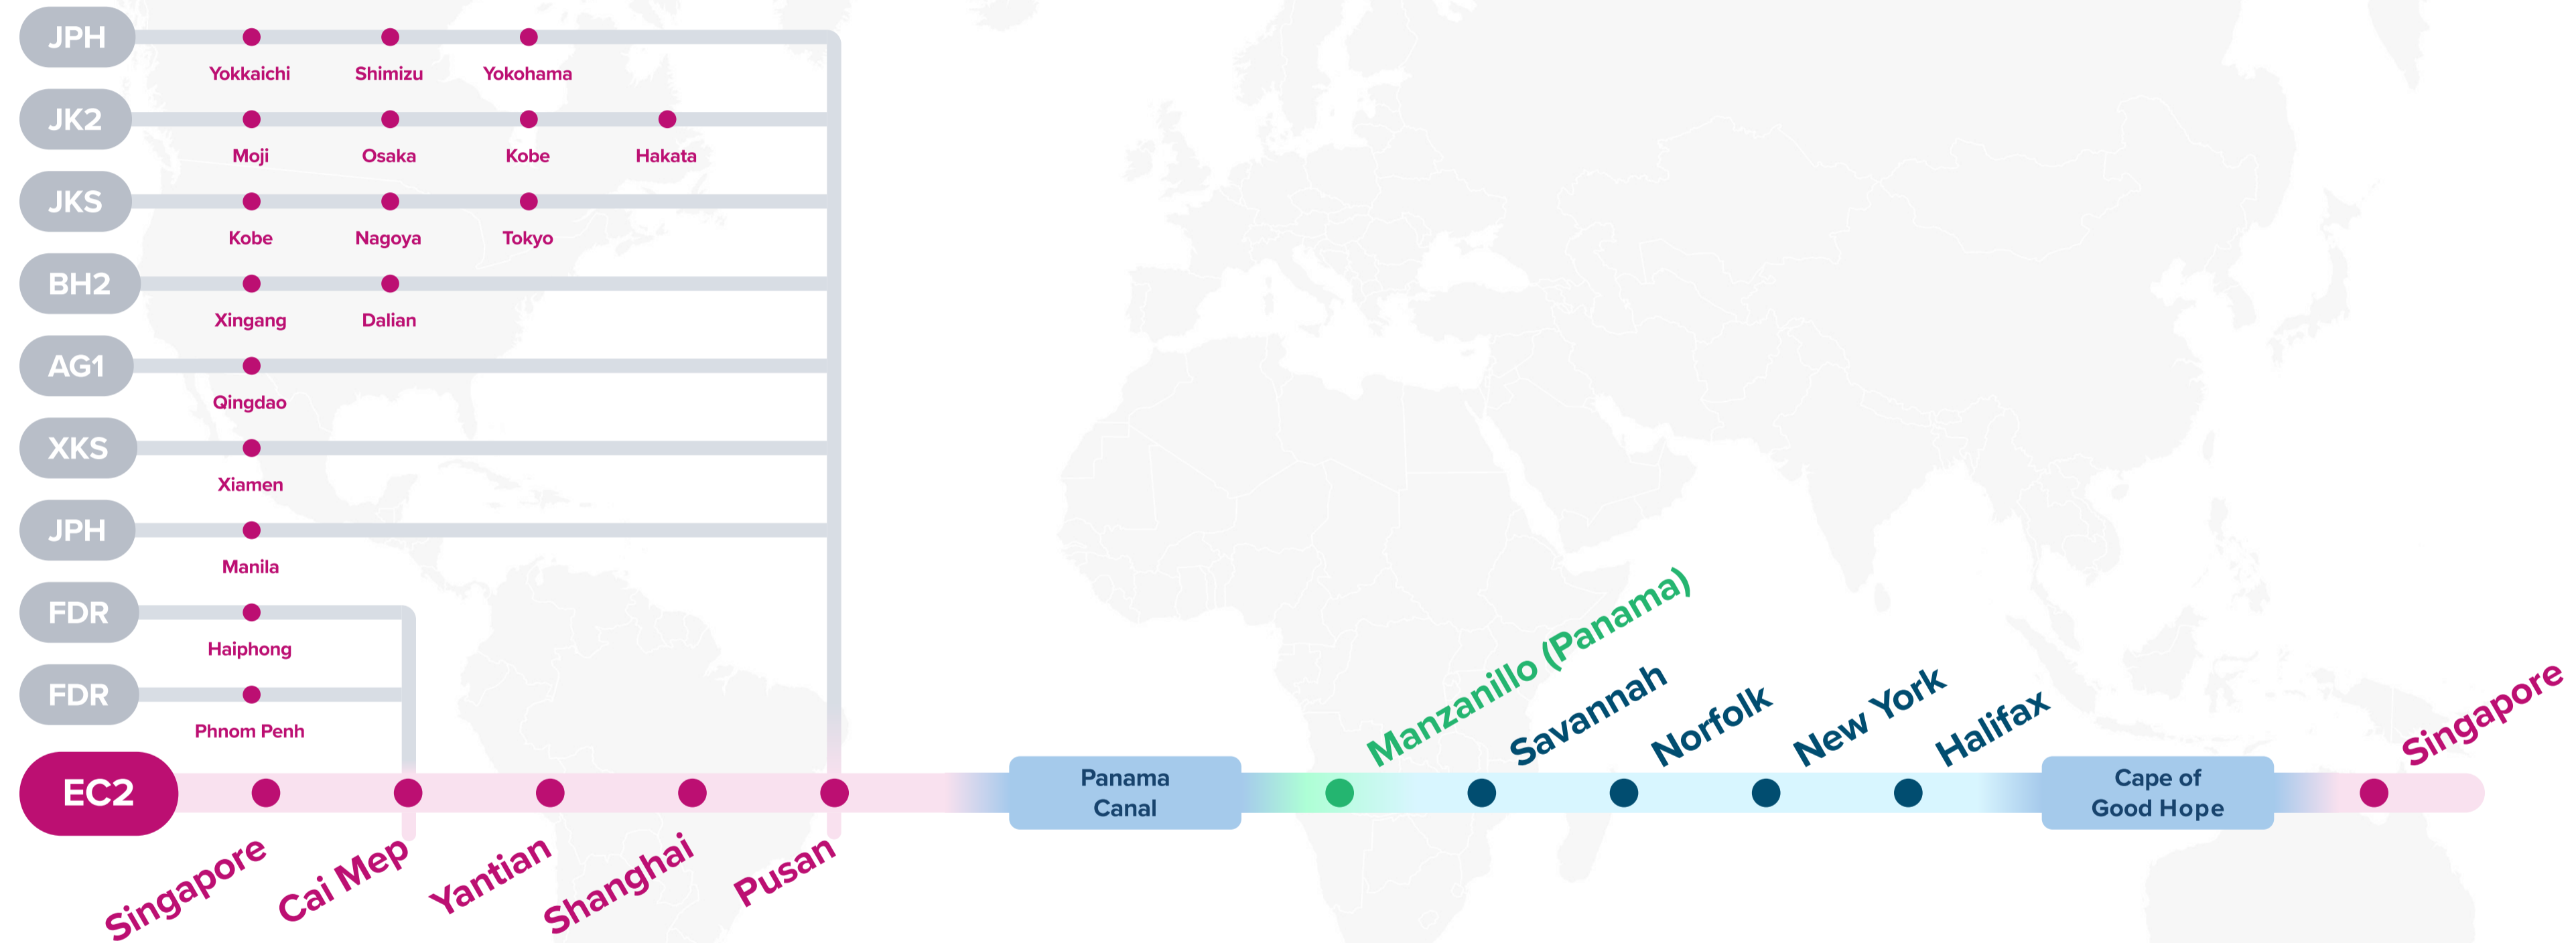 JPH
Yokkaichi
Shimizu
Yokohama
JK2
Moji
Osaka
Kobe
Hakata
JKS
Kobe
Nagoya
Tokyo
BH2
Xingang
Dalian
AG1
Qingdao
XKS
Xiamen
JPH
Manila
FDR
Haiphong
FDR
Phnom Penh
EC2
Singapore
Cai Mep
Yantian
Shanghai
Pusan
Panama
Canal
Manzanillo (Panama)
Savannah
Norfolk
New York
Halifax
Cape of
Good Hope
Singapore